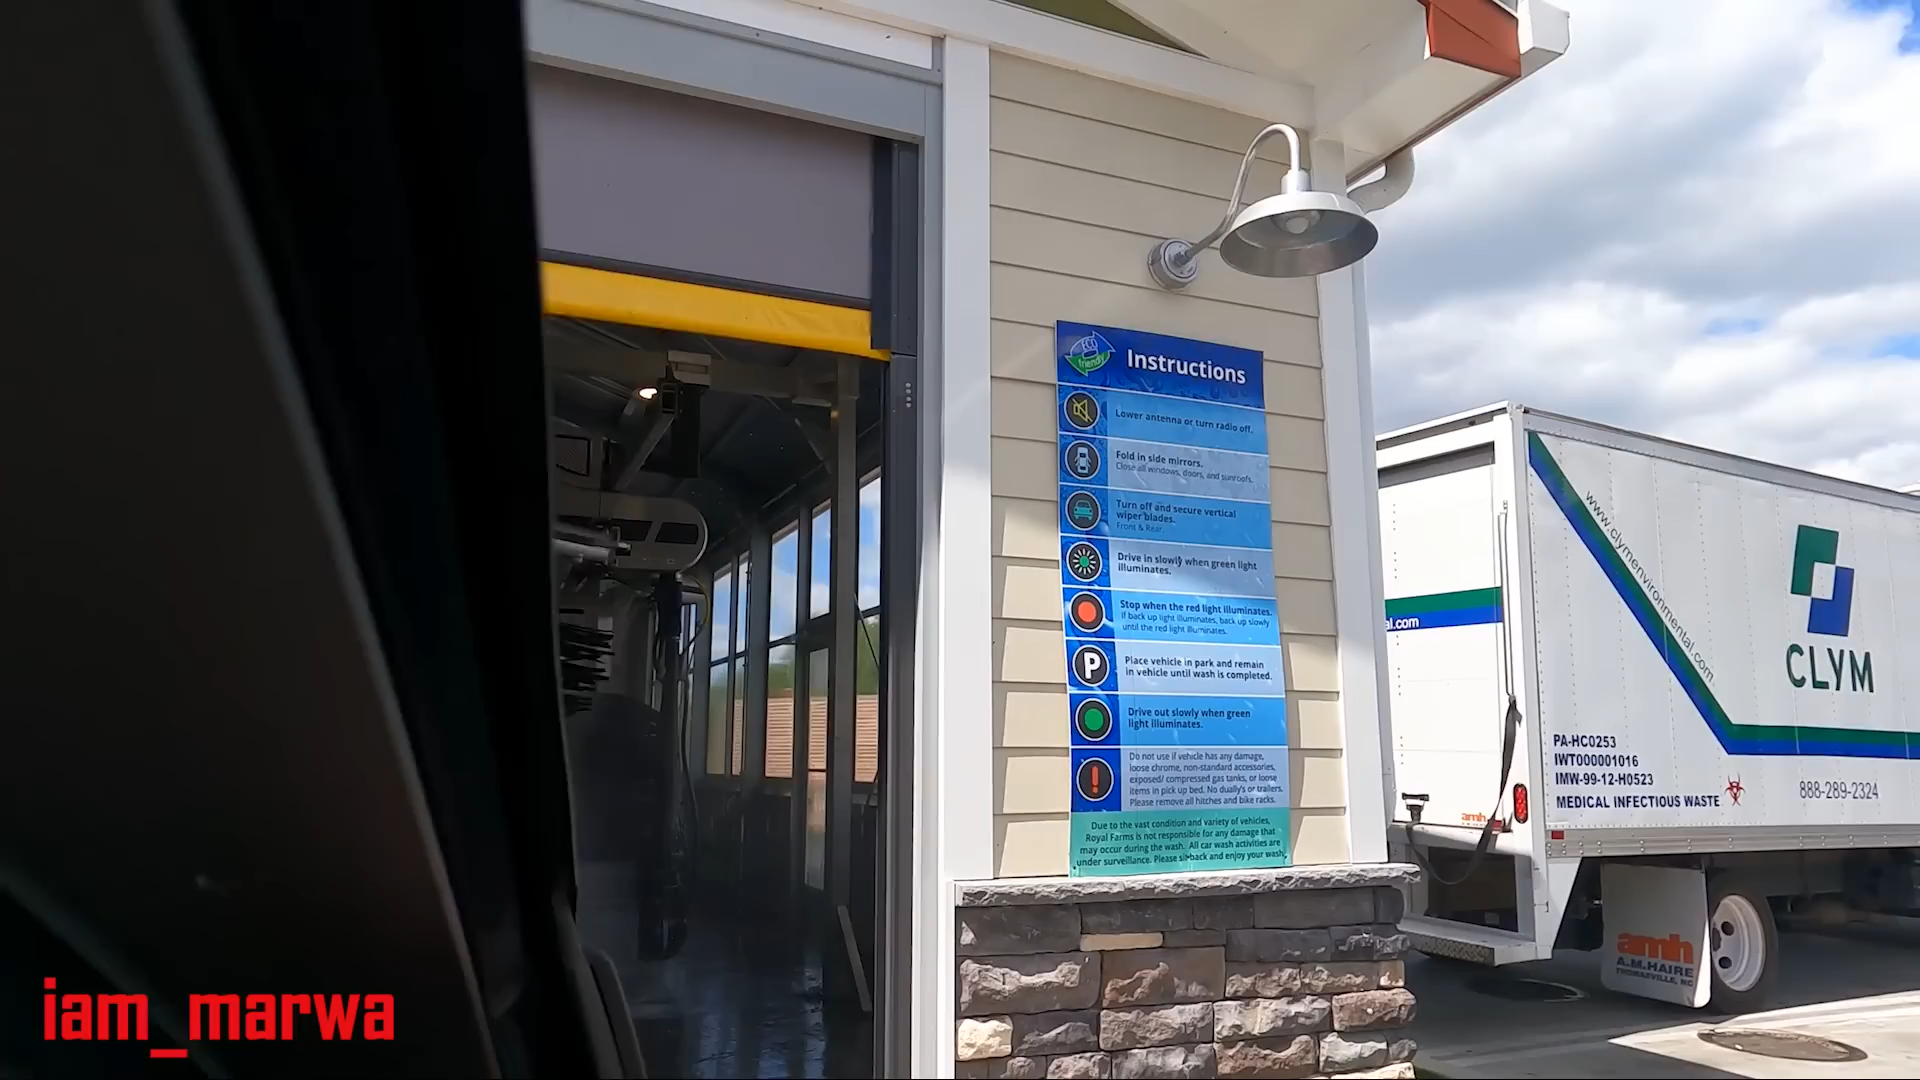 ECO
friendly
Instructions
Lower antenna or turn radio off.
Fold in side mirrors.
Close all windows, doors, and sunroofs.
Turn off and secure vertical
wiper blades.
Front & Rear
Drive in slowly when green light
illuminates.
Stop when the red light illuminates.
If back up light illuminates, back up slowly
until the red light illuminates.
P
Place vehicle in park and remain
in vehicle until wash is completed.
Drive out slowly when green
light illuminates.
Do not use if vehicle has any damage,
loose chrome, non-standard accessories,
exposed/ compressed gas tanks, or loose
items in pick up bed. No dually's or trailers.
Please remove all hitches and bike racks.
Due to the vast condition and variety of vehicles,
Royal Farms is not responsible for any damage that
may occur during the wash. All car wash activities are
under surveillance. Please sit back and enjoy your wash.
al.com
www.clymenvironmental.com
CLYM
PA-HC0253
IWT000001016
IMW-99-12-H0523
MEDICAL INFECTIOUS WASTE
888-289-2324
amh
amh
A.M.HAIRE
THOMASVILLE, NC
iam_marwa